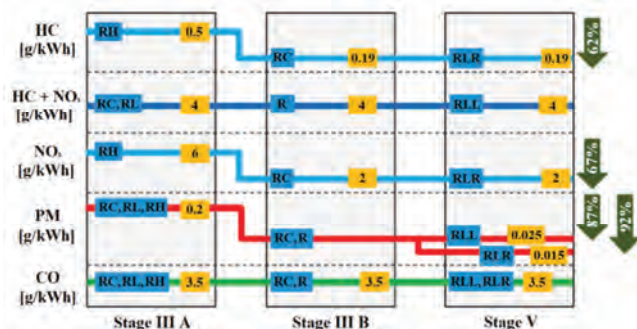 HC
[g/kWh]
RH 0.5
RC 0.19
RLR 0.19
62%
HC + NOx
[g/kWh]
RC,RL 4
R 4
RLL 4
NOx
[g/kWh]
RH 6
RC 2
RLR 2
67%
PM
[g/kWh]
RC,RL,RH 0.2
RC,R
RLL 0.025
RLR 0.015
87%
92%
CO
[g/kWh]
RC,RL,RH 3.5
RC,R 3.5
RLL,RLR 3.5
Stage III A Stage III B Stage V